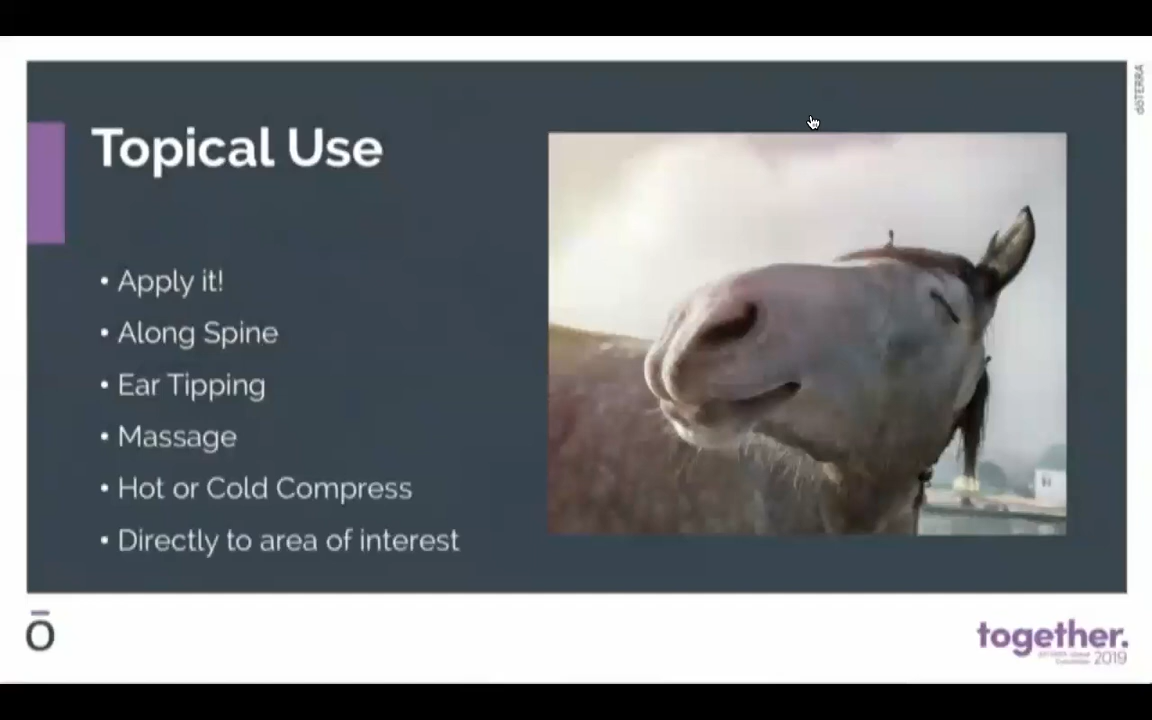 dōTERRA
Topical Use
• Apply it!
• Along Spine
• Ear Tipping
• Massage
• Hot or Cold Compress
• Directly to area of interest
Ō
together.
2019